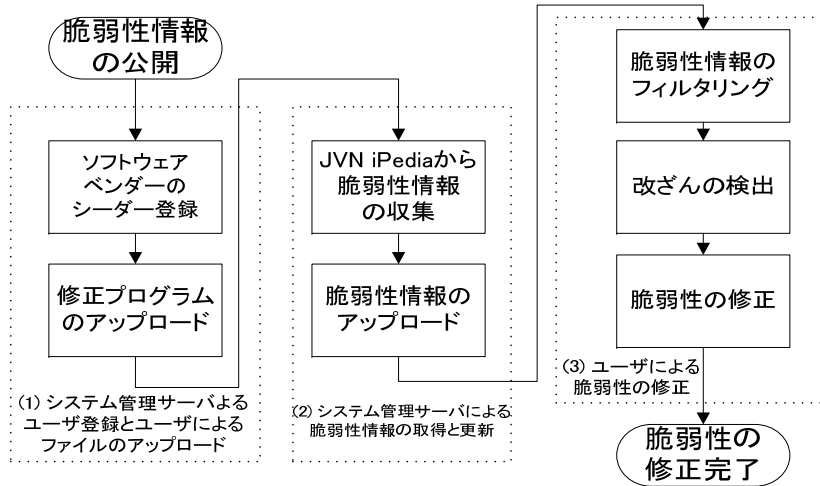 脆弱性情報
の公開
ソフトウェア
ベンダーの
シーダー登録
修正プログラム
のアップロード
(1) システム管理サーバよる
ユーザ登録とユーザによる
ファイルのアップロード
JVN iPediaから
脆弱性情報
の収集
脆弱性情報の
アップロード
(2) システム管理サーバによる
脆弱性情報の取得と更新
脆弱性情報の
フィルタリング
改ざんの検出
脆弱性の修正
(3) ユーザによる
脆弱性の修正
脆弱性の
修正完了